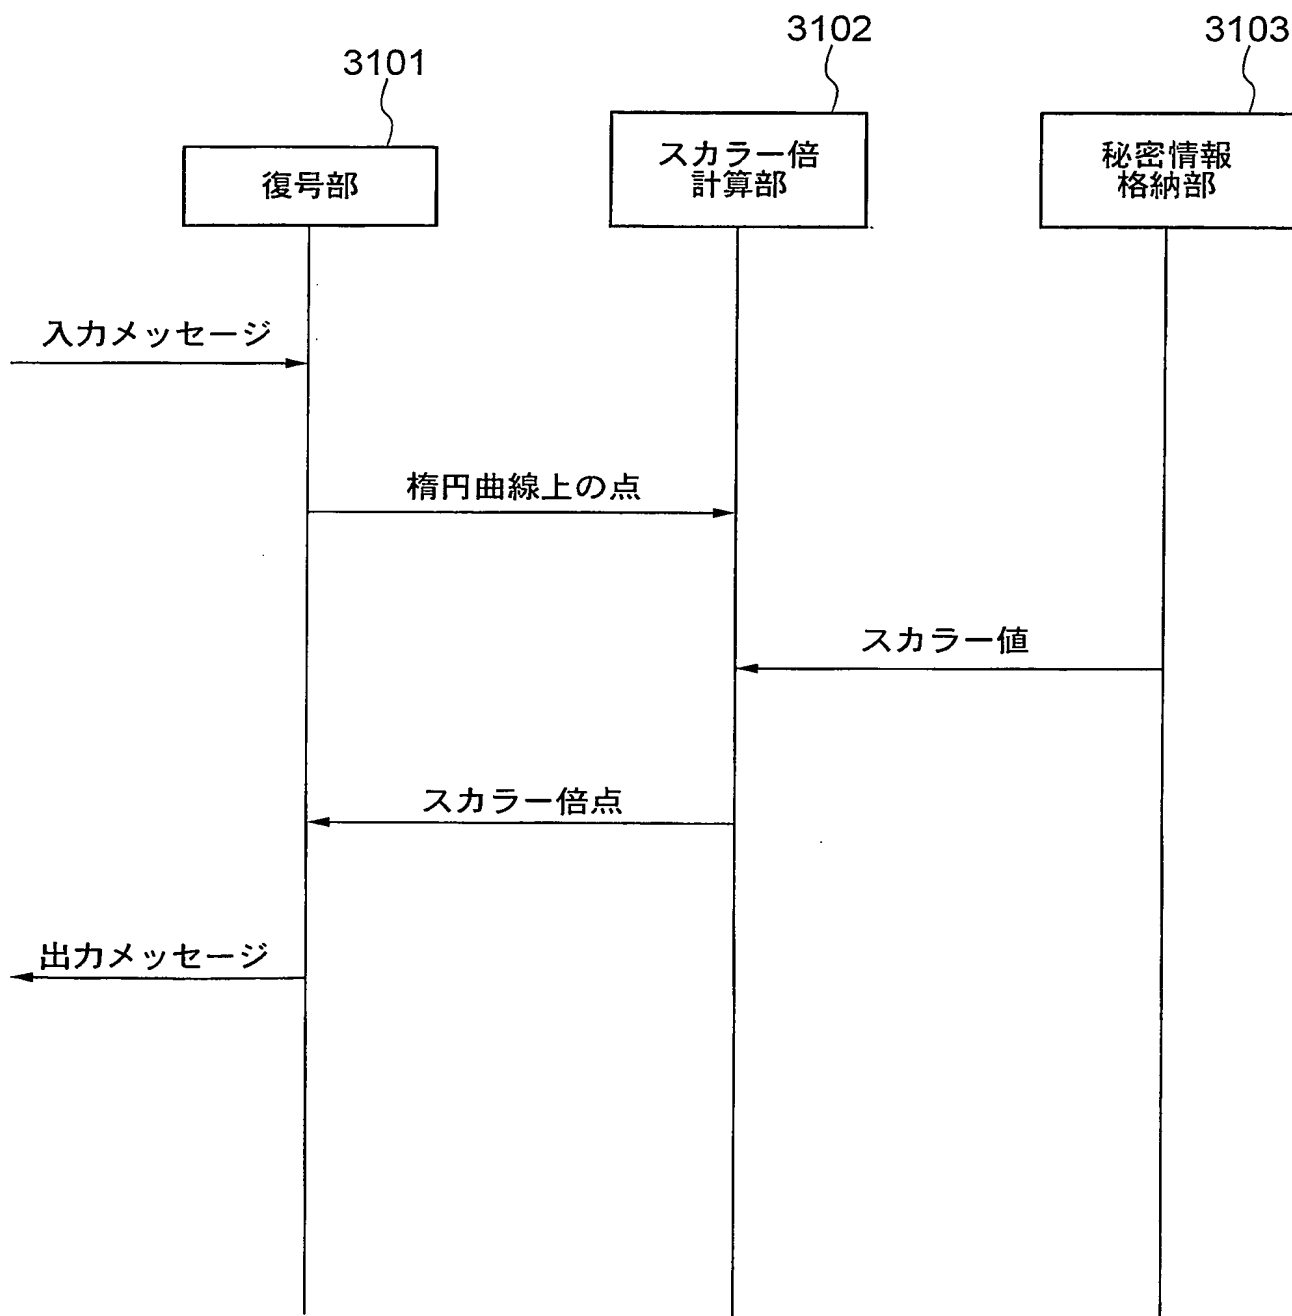 3101
3102
3103
復号部
スカラー倍
計算部
秘密情報
格納部
入力メッセージ
楕円曲線上の点
スカラー値
スカラー倍点
出力メッセージ